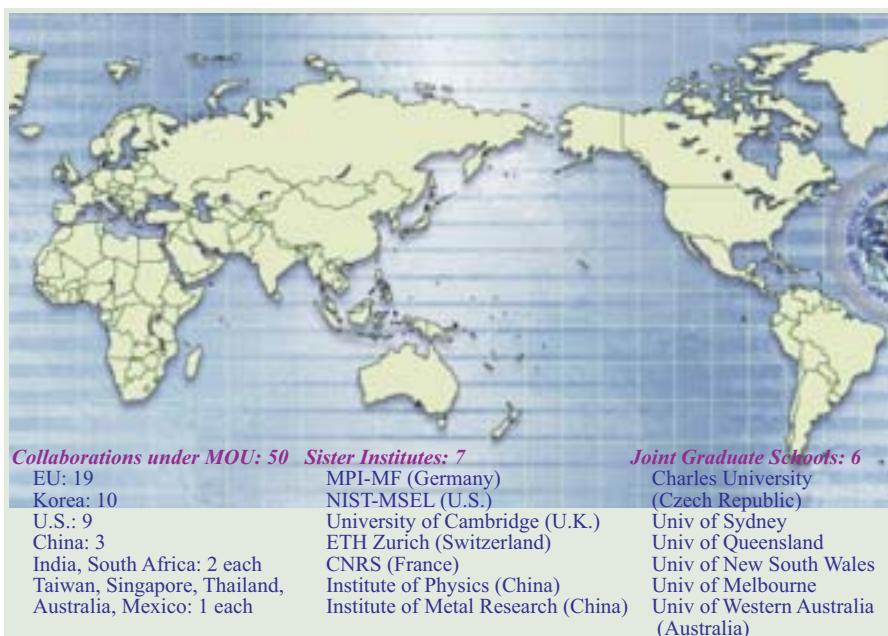 Collaborations under MOU: 50
EU: 19
Korea: 10
U.S.: 9
China: 3
India, South Africa: 2 each
Taiwan, Singapore, Thailand,
Australia, Mexico: 1 each
Sister Institutes: 7
MPI-MF (Germany)
NIST-MSEL (U.S.)
University of Cambridge (U.K.)
ETH Zurich (Switzerland)
CNRS (France)
Institute of Physics (China)
Institute of Metal Research (China)
Joint Graduate Schools: 6
Charles University
(Czech Republic)
Univ of Sydney
Univ of Queensland
Univ of New South Wales
Univ of Melbourne
Univ of Western Australia
(Australia)